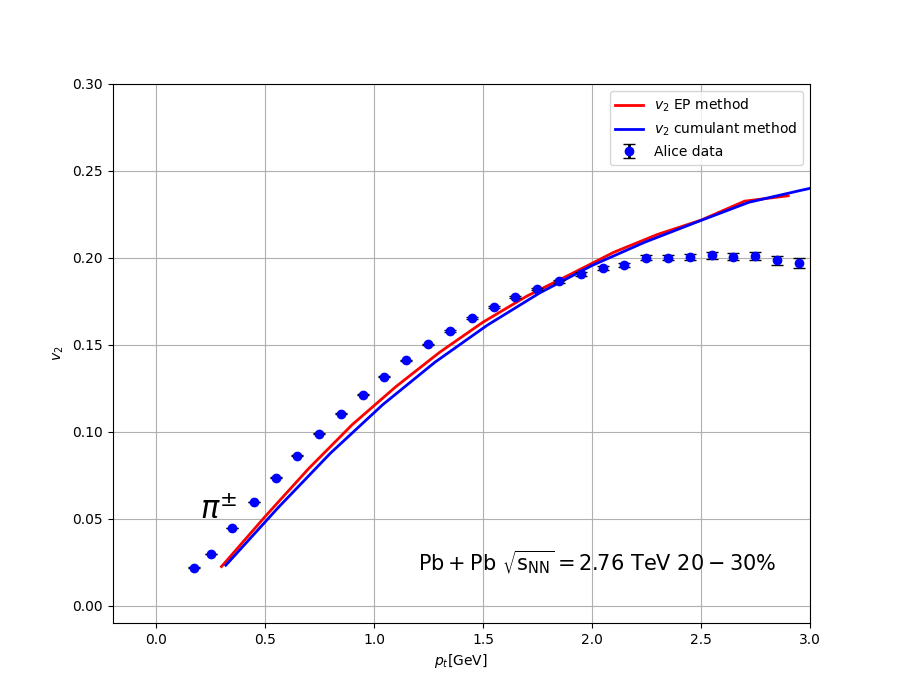 0.30
0.25
0.20
0.15
0.10
0.05
0.00
v₂
v₂ EP method
v₂ cumulant method
Alice data
π±
Pb + Pb √sNN = 2.76 TeV 20 − 30%
0.0 0.5 1.0 1.5 2.0 2.5 3.0
pₜ[GeV]